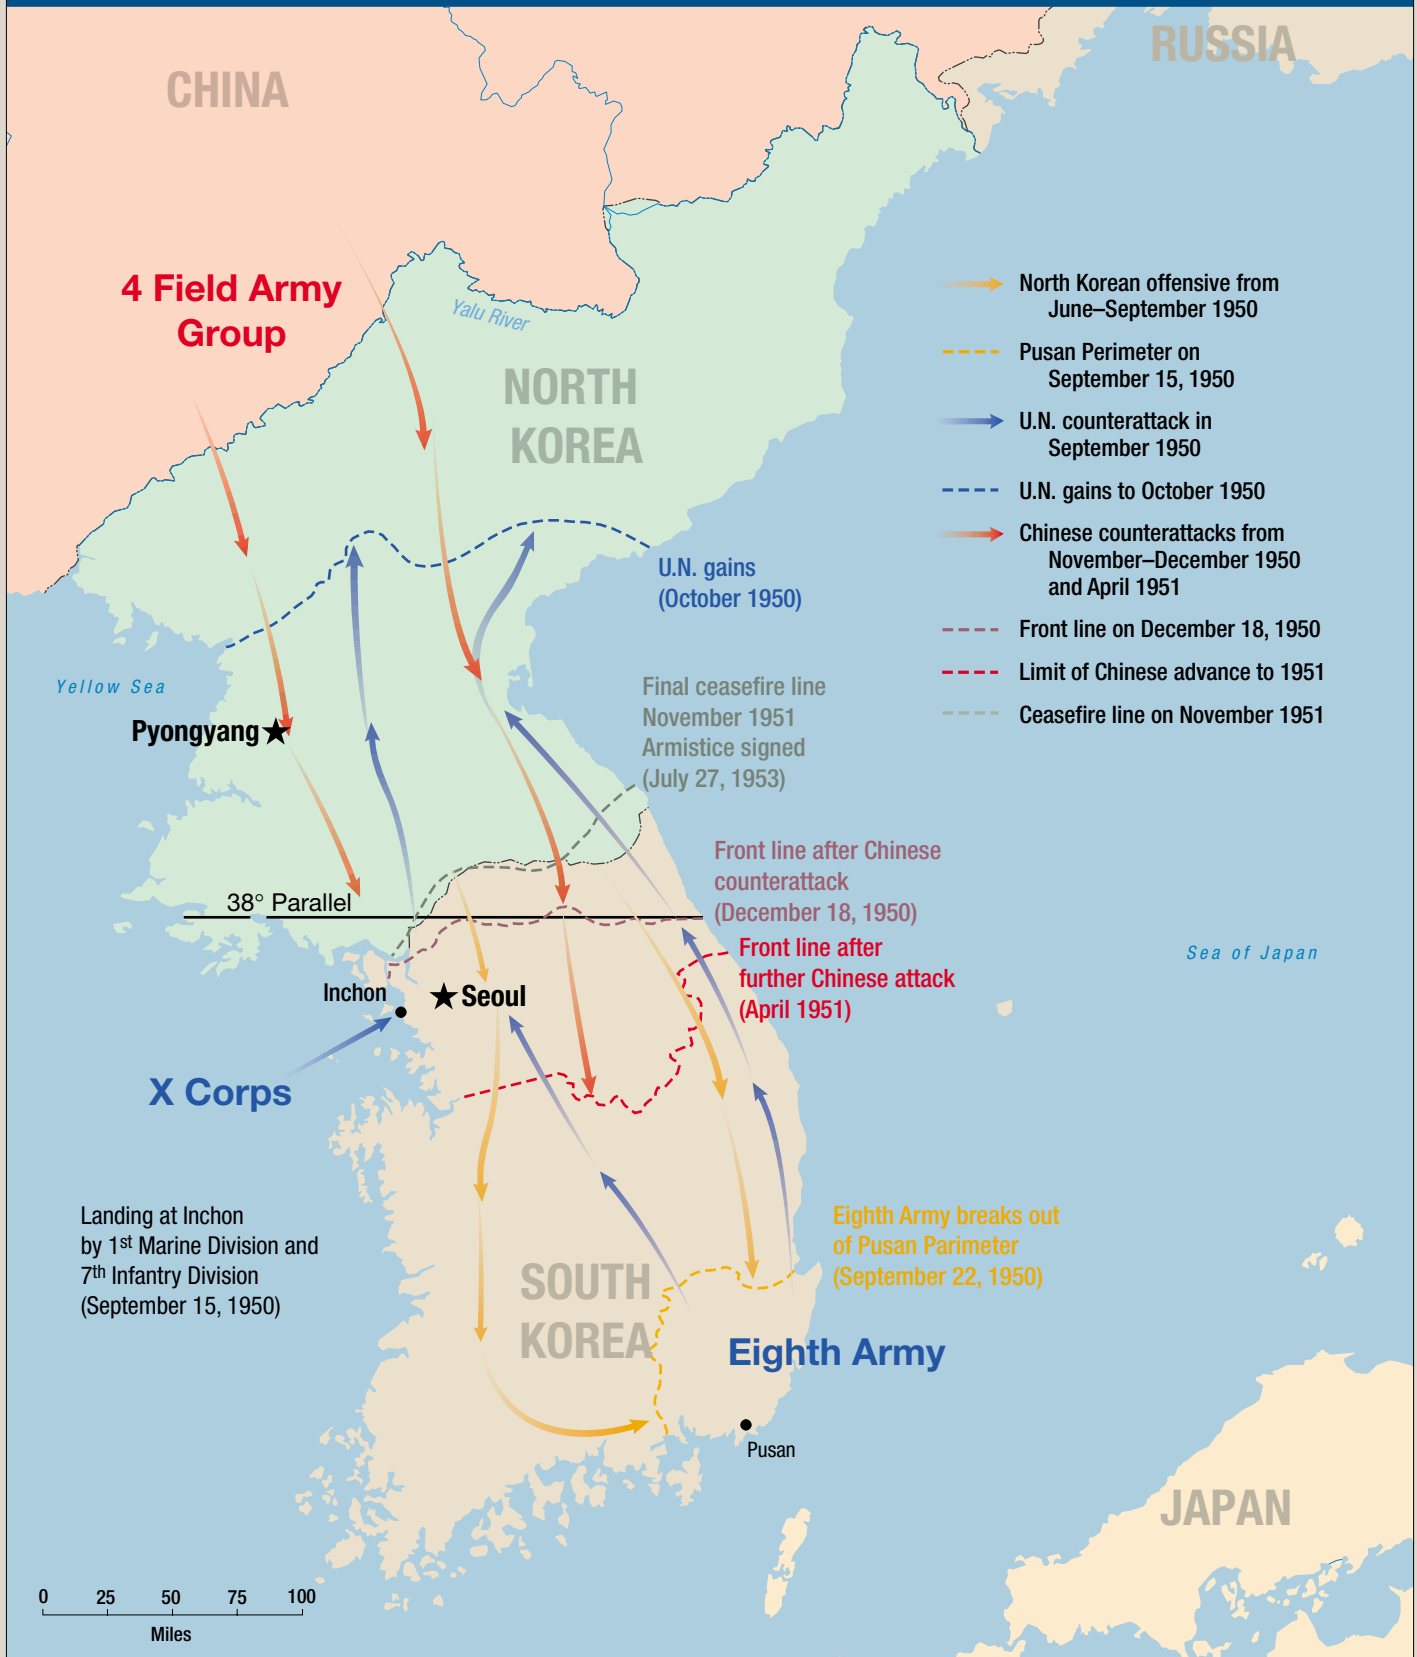 CHINA
RUSSIA
4 Field Army
Group
Yalu River
NORTH
KOREA
North Korean offensive from
June–September 1950
Pusan Perimeter on
September 15, 1950
U.N. counterattack in
September 1950
U.N. gains to October 1950
Chinese counterattacks from
November–December 1950
and April 1951
Front line on December 18, 1950
Limit of Chinese advance to 1951
Ceasefire line on November 1951
U.N. gains
(October 1950)
Yellow Sea
Pyongyang
Final ceasefire line
November 1951
Armistice signed
(July 27, 1953)
38° Parallel
Front line after Chinese
counterattack
(December 18, 1950)
Front line after
further Chinese attack
(April 1951)
Sea of Japan
Inchon
Seoul
X Corps
Landing at Inchon
by 1st Marine Division and
7th Infantry Division
(September 15, 1950)
Eighth Army breaks out
of Pusan Parimeter
(September 22, 1950)
SOUTH
KOREA
Eighth Army
Pusan
JAPAN
0 25 50 75 100
Miles